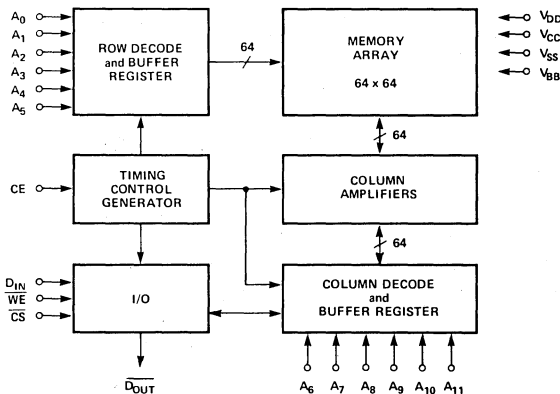 A0
A1
A2
A3
A4
A5
ROW DECODE
and BUFFER
REGISTER
64
MEMORY
ARRAY
64 x 64
VDD
VCC
VSS
VBB
64
CE
TIMING
CONTROL
GENERATOR
COLUMN
AMPLIFIERS
64
DIN
WE
CS
I/O
COLUMN DECODE
and
BUFFER REGISTER
DOUT
A6 A7 A8 A9 A10 A11